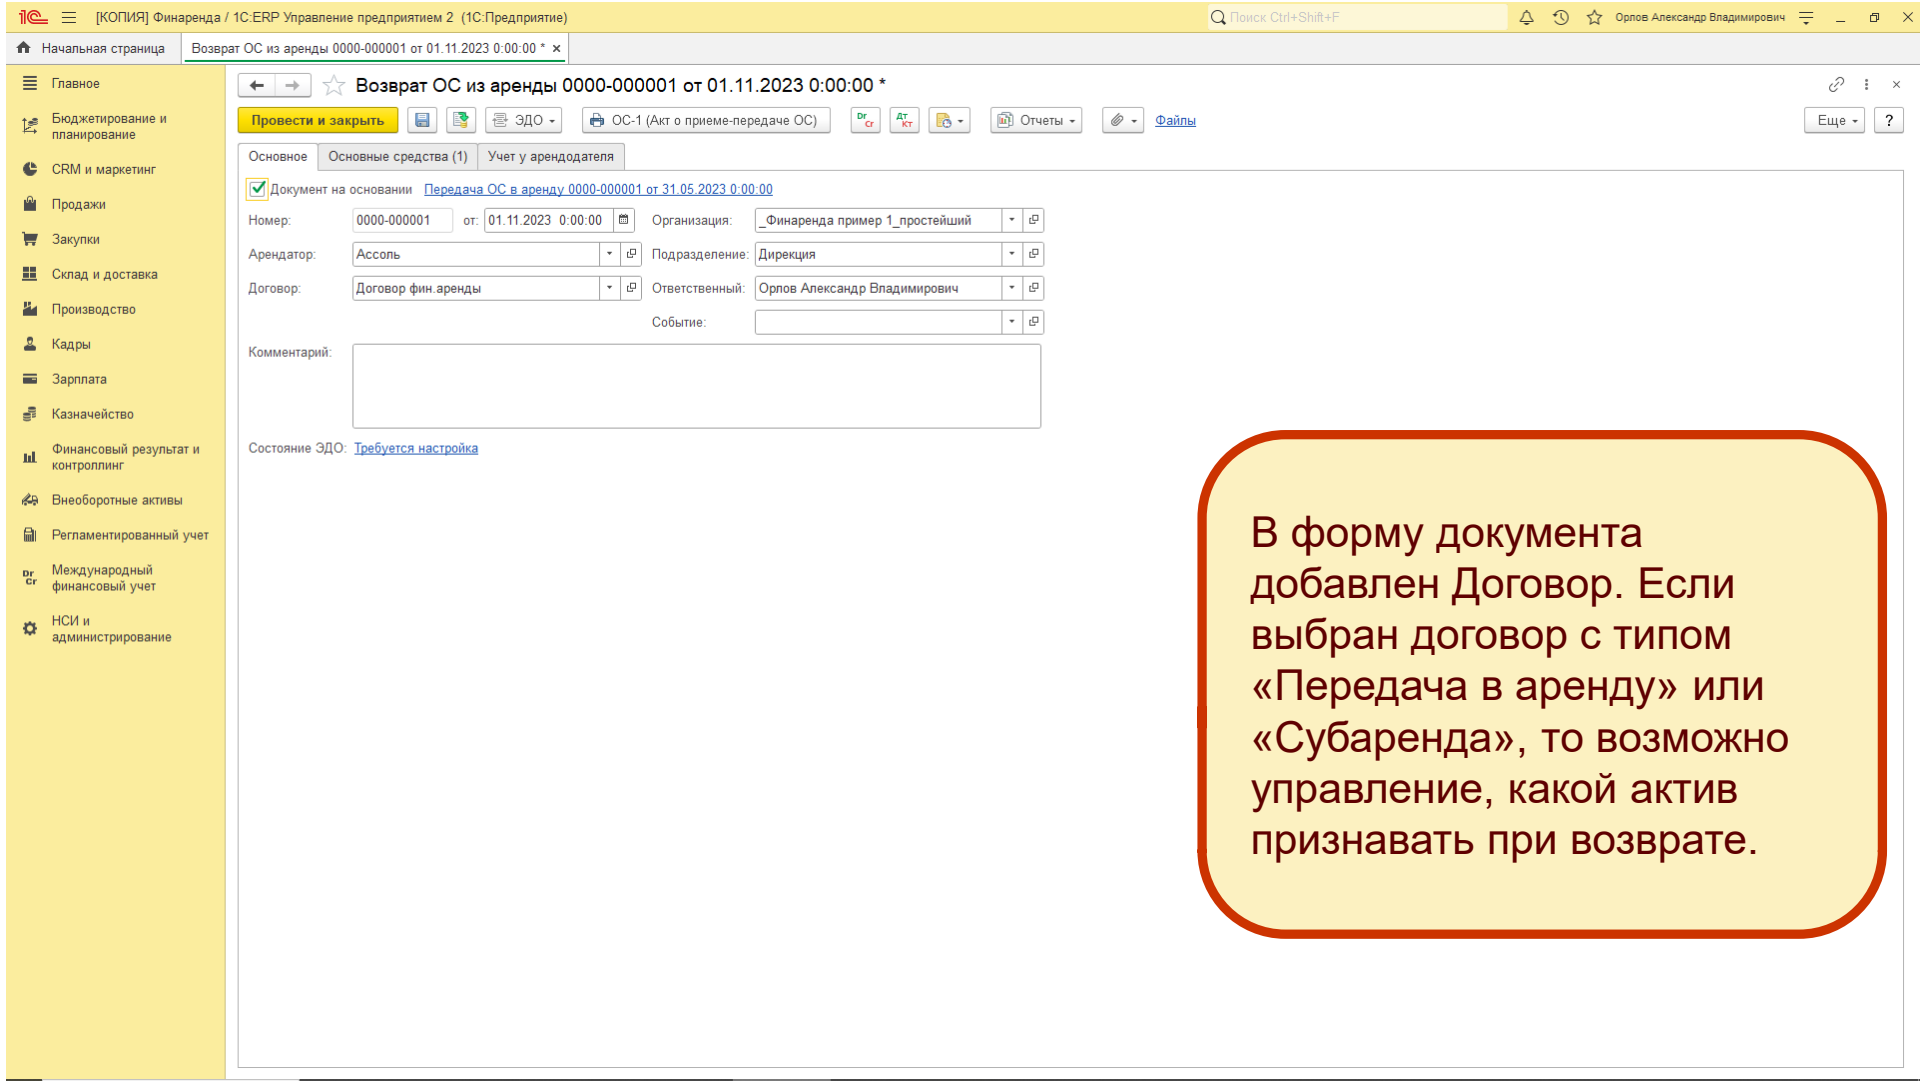 [КОПИЯ] Финаренда / 1С:ERP Управление предприятием 2 (1С:Предприятие)
Поиск Ctrl+Shift+F
Орлов Александр Владимирович
Начальная страница
Возврат ОС из аренды 0000-000001 от 01.11.2023 0:00:00 *
Главное
Бюджетирование и
планирование
CRM и маркетинг
Продажи
Закупки
Склад и доставка
Производство
Кадры
Зарплата
Казначейство
Финансовый результат и
контроллинг
Внеоборотные активы
Регламентированный учет
Международный
финансовый учет
НСИ и
администрирование
Возврат ОС из аренды 0000-000001 от 01.11.2023 0:00:00 *
Провести и закрыть
ЭДО
ОС-1 (Акт о приеме-передаче ОС)
Dr Cr
Дт Кт
Отчеты
Файлы
Еще
?
Основное
Основные средства (1)
Учет у арендодателя
Документ на основании Передача ОС в аренду 0000-000001 от 31.05.2023 0:00:00
Номер: 0000-000001 от: 01.11.2023 0:00:00 Организация: _Финаренда пример 1_простейший
Арендатор: Ассоль Подразделение: Дирекция
Договор: Договор фин.аренды Ответственный: Орлов Александр Владимирович
Событие:
Комментарий:
Состояние ЭДО: Требуется настройка
В форму документа
добавлен Договор. Если
выбран договор с типом
«Передача в аренду» или
«Субаренда», то возможно
управление, какой актив
признавать при возврате.